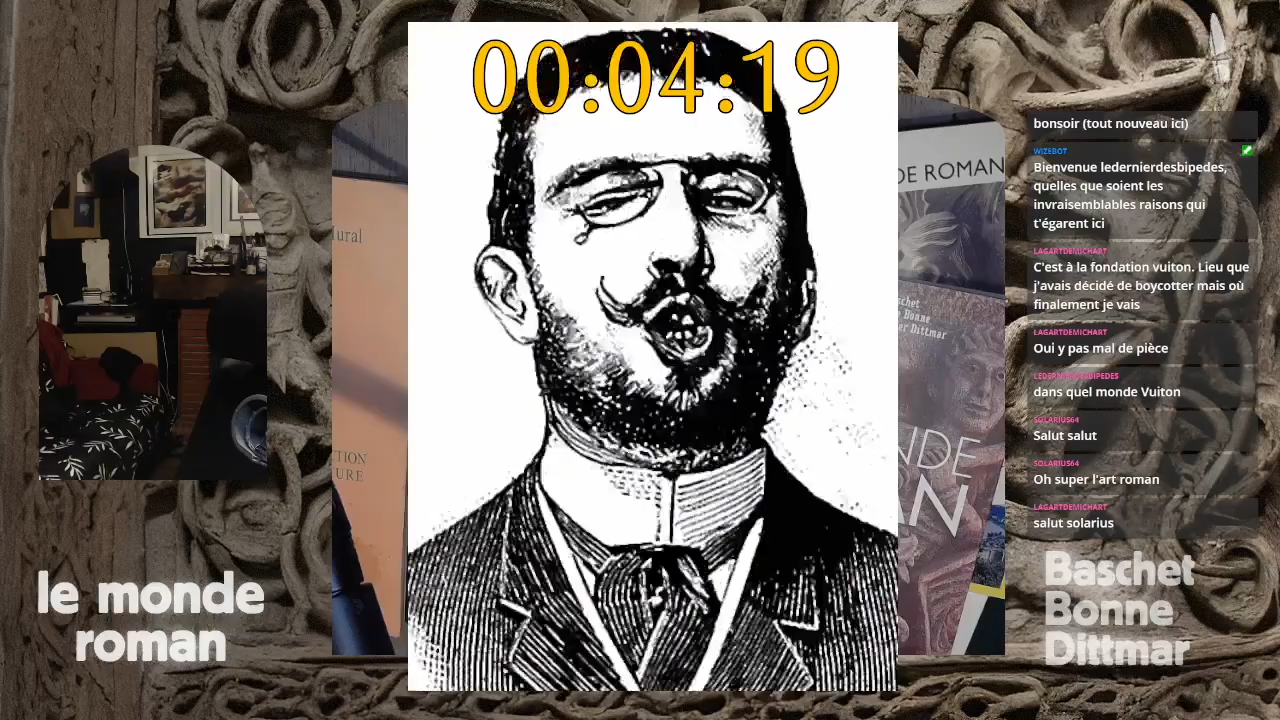 00:04:19
bonsoir (tout nouveau ici)
WIZEBOT
Bienvenue ledernierdesbipedes,
quelles que soient les
invraisemblables raisons qui
t'égarent ici
LAGARTDEMICHART
C'est à la fondation vuiton. Lieu que
j'avais décidé de boycotter mais où
finalement je vais
LAGARTDEMICHART
Oui y pas mal de pièce
LEDERNIERDESBIPEDES
dans quel monde Vuiton
SOLARIUS64
Salut salut
SOLARIUS64
Oh super l'art roman
LAGARTDEMICHART
salut solarius
DE ROMAN
Baschet
Bonne
Dittmar
le monde
roman